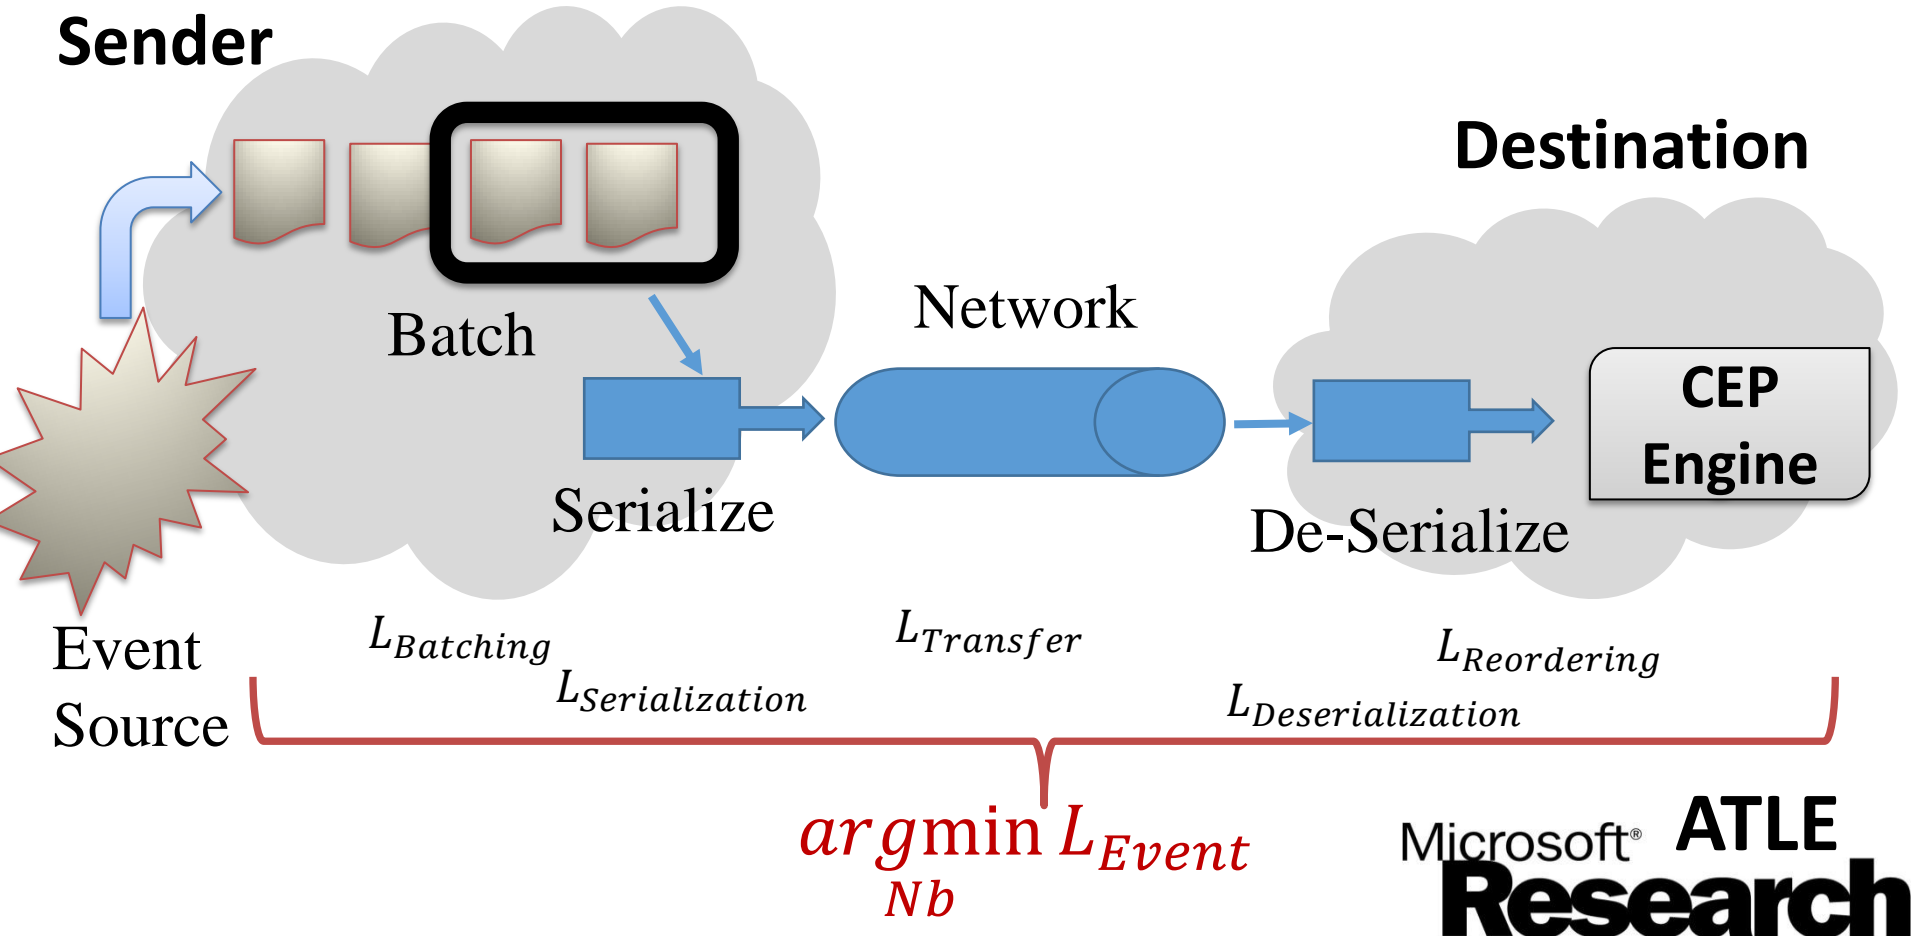 Sender
Destination
Batch
Network
CEP
Engine
Serialize
De-Serialize
Event
Source
L_Batching
L_Serialization
L_Transfer
L_Reordering
L_Deserialization
argmin L_Event
Nb
Microsoft® ATLE
Research